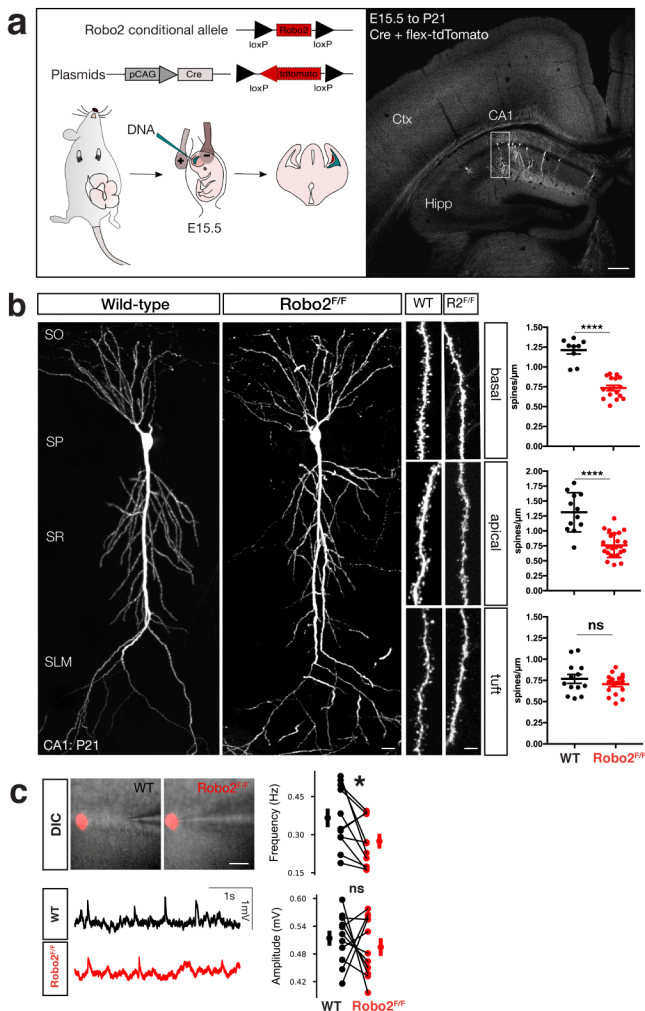 a
Robo2 conditional allele
Robo2
loxP
loxP
Plasmids
pCAG
Cre
tdtomato
loxP
loxP
DNA
+
-
E15.5
E15.5 to P21
Cre + flex-tdTomato
Ctx
CA1
Hipp
b
Wild-type
Robo2F/F
WT
R2F/F
SO
SP
SR
SLM
CA1: P21
basal
apical
tuft
spines/µm
1.50
1.25
1.00
0.75
0.50
0.25
0.00
****
spines/µm
2.00
1.75
1.50
1.25
1.00
0.75
0.50
0.25
0.00
****
spines/µm
1.50
1.25
1.00
0.75
0.50
0.25
0.00
ns
WT
Robo2F/F
c
DIC
WT
Robo2F/F
1s
1mV
WT
Robo2F/F
Frequency (Hz)
0.45
0.30
0.15
*
ns
Amplitude (mV)
0.60
0.54
0.48
0.42
WT
Robo2F/F